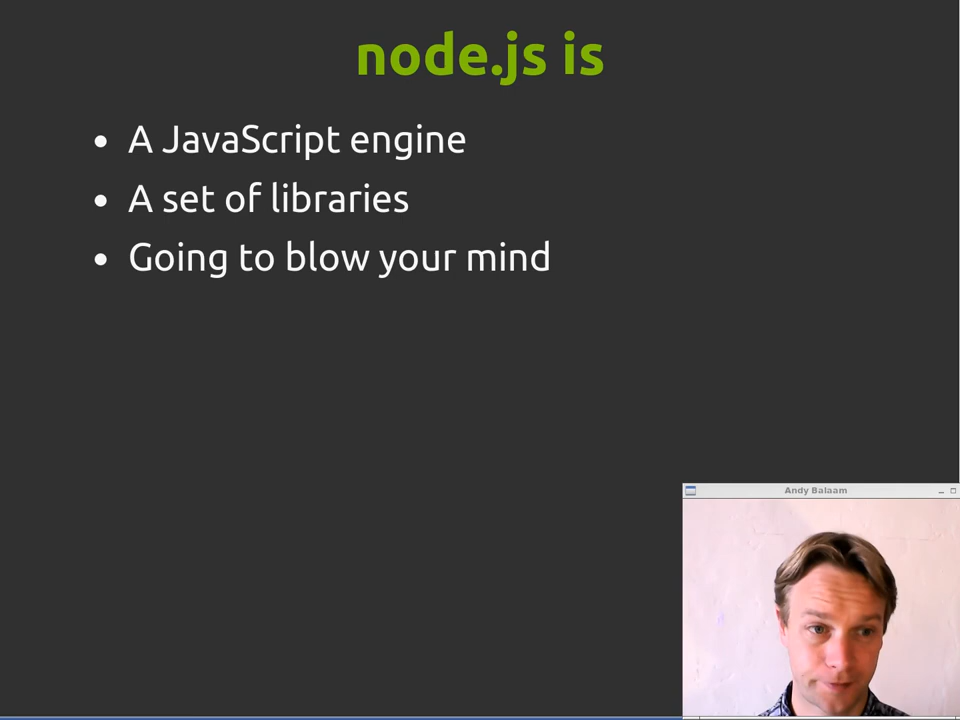 node.js is
• A JavaScript engine
• A set of libraries
• Going to blow your mind
Andy Balaam